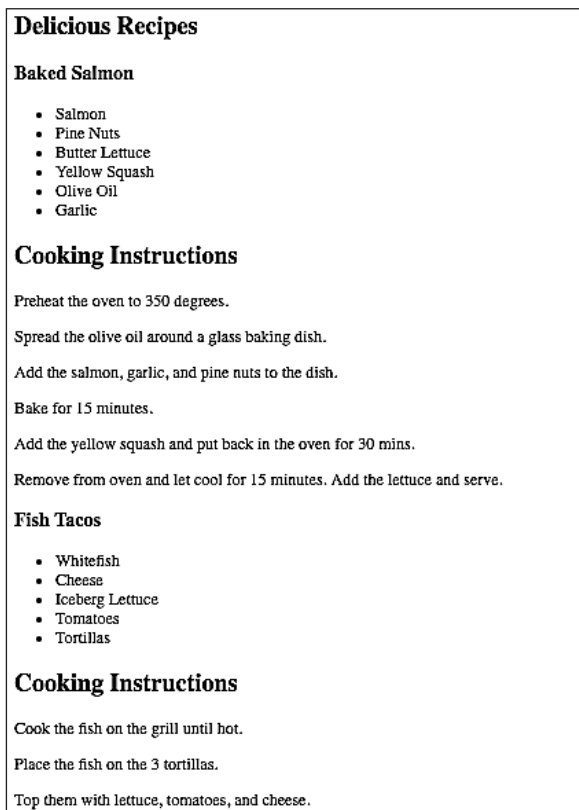 Delicious Recipes
Baked Salmon
• Salmon
• Pine Nuts
• Butter Lettuce
• Yellow Squash
• Olive Oil
• Garlic
Cooking Instructions
Preheat the oven to 350 degrees.
Spread the olive oil around a glass baking dish.
Add the salmon, garlic, and pine nuts to the dish.
Bake for 15 minutes.
Add the yellow squash and put back in the oven for 30 mins.
Remove from oven and let cool for 15 minutes. Add the lettuce and serve.
Fish Tacos
• Whitefish
• Cheese
• Iceberg Lettuce
• Tomatoes
• Tortillas
Cooking Instructions
Cook the fish on the grill until hot.
Place the fish on the 3 tortillas.
Top them with lettuce, tomatoes, and cheese.